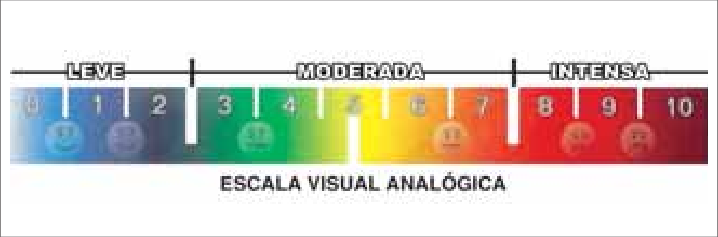 LEVE MODERADA INTENSA
0 1 2 3 4 5 6 7 8 9 10
ESCALA VISUAL ANALÓGICA